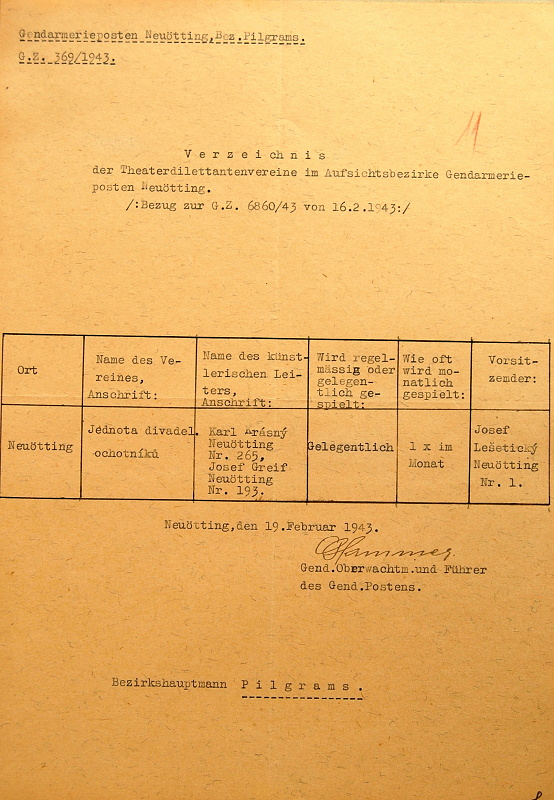 Gendarmerieposten Neuötting, Bez.Pilgrams.
G.Z. 369/1943.
11
V e r z e i c h n i s
der Theaterdilettantenvereine im Aufsichtsbezirke Gendarmerie-
posten Neuötting.
/:Bezug zur G.Z. 6860/43 von 16.2.1943:/
Ort
Name des Ve-
reines,
Anschrift:
Name des künst-
lerischen Lei-
ters,
Anschrift:
Wird regel-
mässig oder
gelegen-
tlich ge-
spielt:
Wie oft
wird mo-
natlich
gespielt:
Vorsit-
zemder:
Neuötting
Jednota divadel.
ochotníků
Karl Krásný
Neuötting
Nr. 265,
Josef Greif
Neuötting
Nr. 193.
Gelegentlich
1 x im
Monat
Josef
Lešetický
Neuötting
Nr. 1.
Neuötting,den 19.Februar 1943.
Gend.Oberwachtm.und Führer
des Gend.Postens.
Bezirkshauptmann P i l g r a m s .